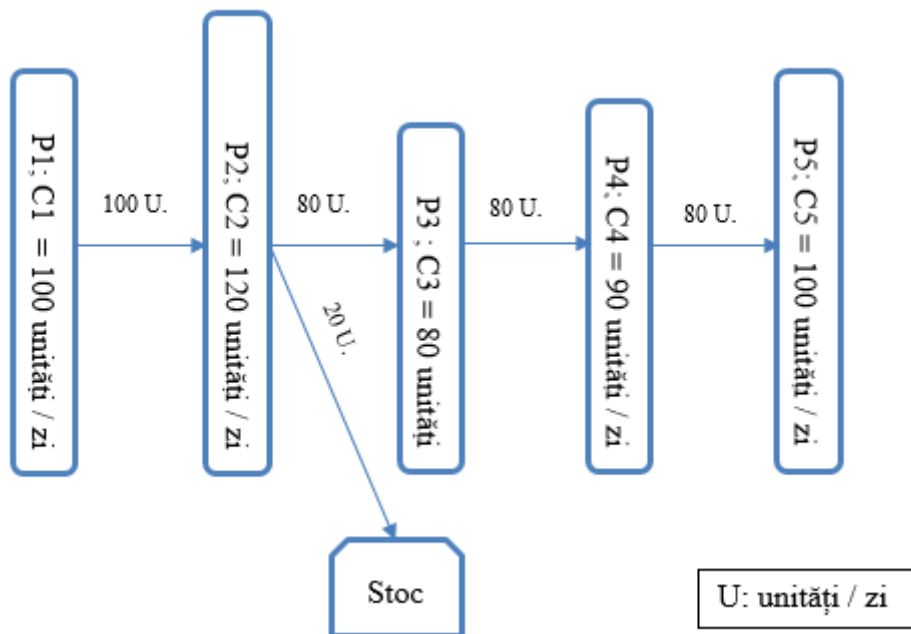 P1; C1 = 100 unități / zi
100 U.
P2; C2 = 120 unități / zi
80 U.
20 U.
P3 ; C3 = 80 unități
80 U.
P4; C4 = 90 unități / zi
80 U.
P5; C5 = 100 unități / zi
Stoc
U: unități / zi